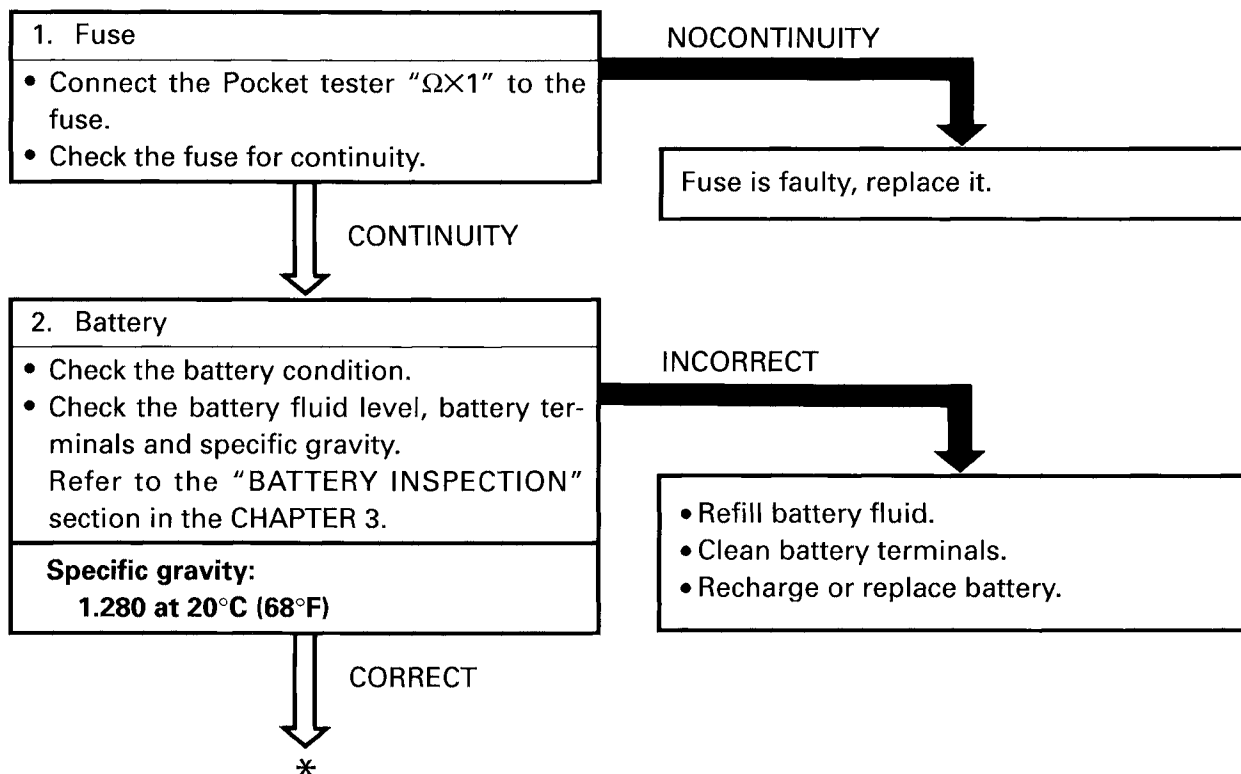 1. Fuse
• Connect the Pocket tester “Ω×1” to the
fuse.
• Check the fuse for continuity.
NOCONTINUITY
Fuse is faulty, replace it.
CONTINUITY
2. Battery
• Check the battery condition.
• Check the battery fluid level, battery ter-
minals and specific gravity.
Refer to the “BATTERY INSPECTION”
section in the CHAPTER 3.
Specific gravity:
1.280 at 20°C (68°F)
INCORRECT
• Refill battery fluid.
• Clean battery terminals.
• Recharge or replace battery.
CORRECT
*